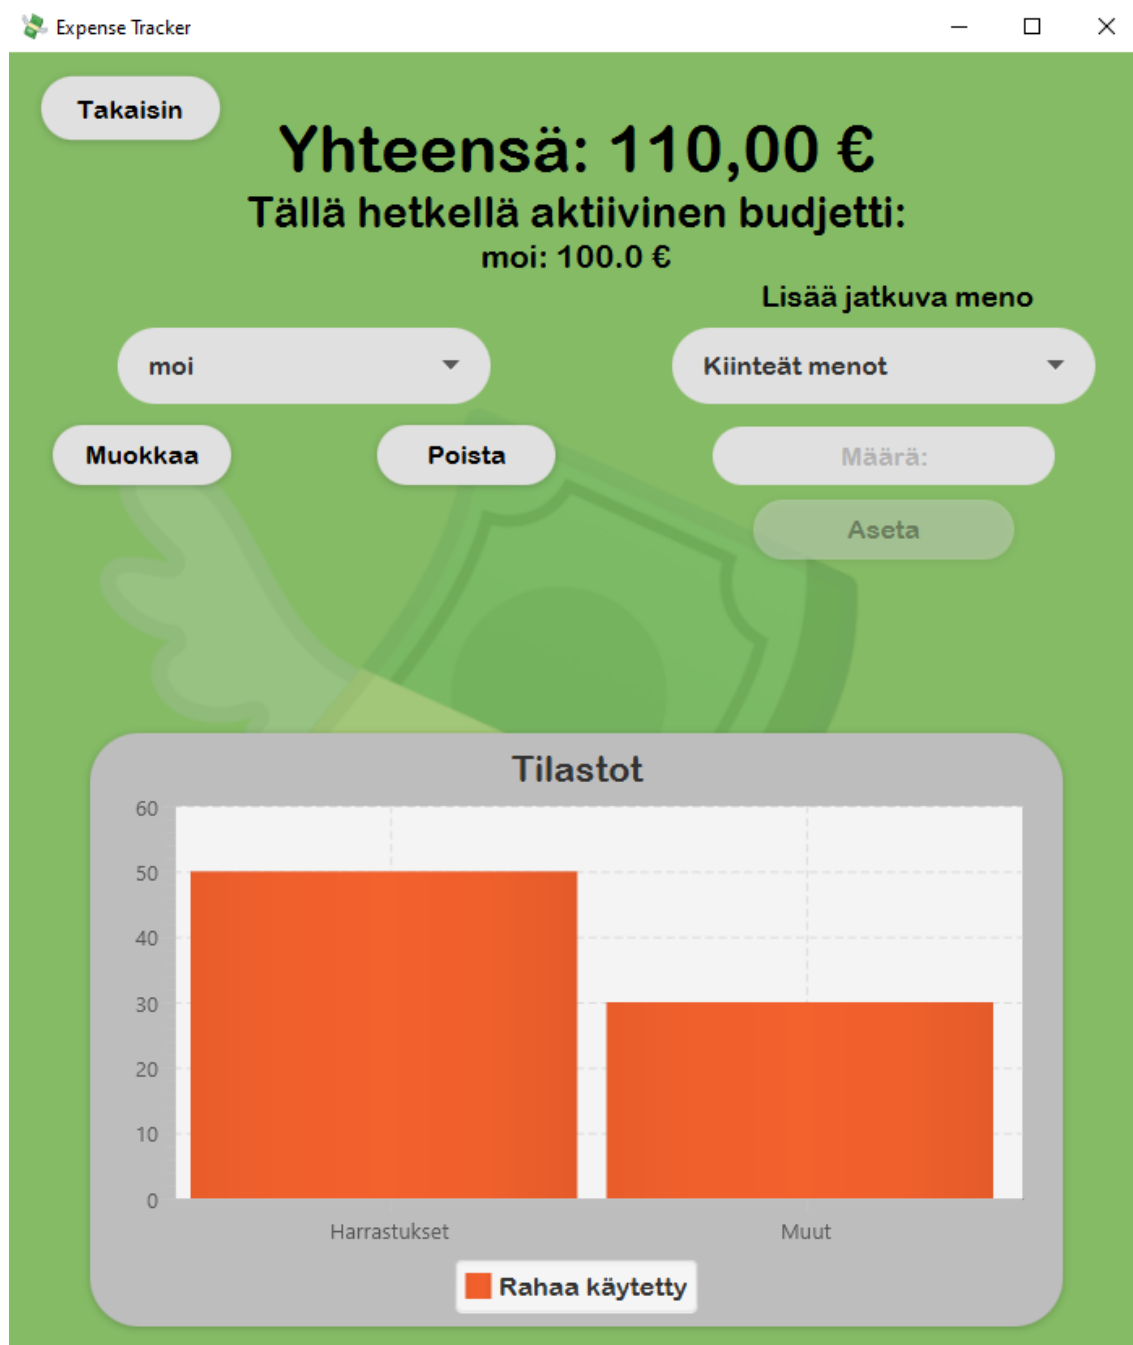 Expense Tracker
Takaisin
Yhteensä: 110,00 €
Tällä hetkellä aktiivinen budjetti:
moi: 100.0 €
Lisää jatkuva meno
moi
Kiinteät menot
Muokkaa
Poista
Määrä:
Aseta
Tilastot
60
50
40
30
20
10
0
Harrastukset
Muut
Rahaa käytetty